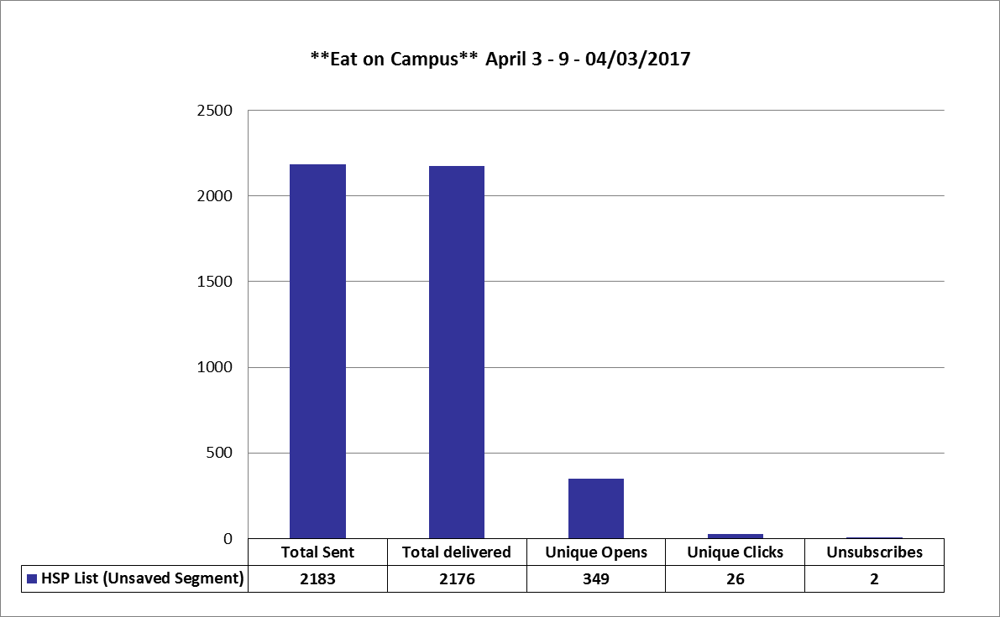 **Eat on Campus** April 3 - 9 - 04/03/2017
2500
2000
1500
1000
500
0
Total Sent Total delivered Unique Opens Unique Clicks Unsubscribes
HSP List (Unsaved Segment) 2183 2176 349 26 2